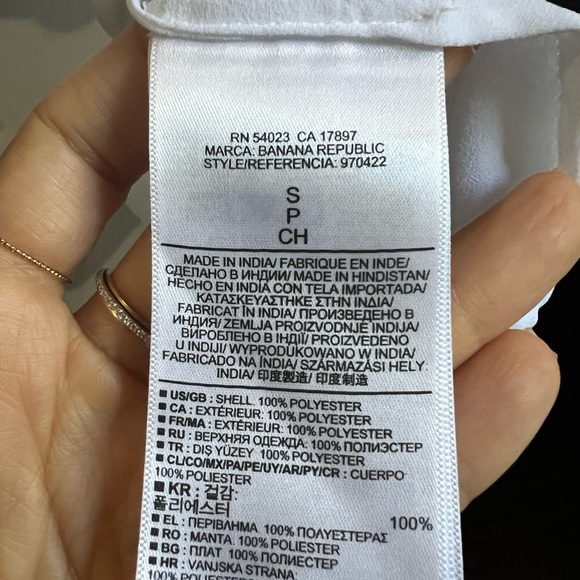 RN 54023 CA 17897
MARCA: BANANA REPUBLIC
STYLE/REFERENCIA: 970422
S
P
CH
MADE IN INDIA/ FABRIQUE EN INDE/
СДЕЛАНО В ИНДИИ/ MADE IN HINDISTAN/
HECHO EN INDIA CON TELA IMPORTADA/
ΚΑΤΑΣΚΕΥΑΣΤΗΚΕ ΣΤΗΝ ΙΝΔΙΑ/
FABRICAT ÎN INDIA/ ПРОИЗВЕДЕНО В
ИНДИЯ/ ZEMLJA PROIZVODNJE INDIJA/
ВИРОБЛЕНО В ІНДІЇ/ PROIZVEDENO
U INDIJI/ WYPRODUKOWANO W INDIA/
FABRICADO NA ÍNDIA/ SZÁRMAZÁSI HELY
INDIA/ 印度製造/ 印度制造
■ US/GB : SHELL. 100% POLYESTER
■ CA : EXTÉRIEUR: 100% POLYESTER
■ FR/MA : EXTÉRIEUR: 100% POLYESTER
■ RU : ВЕРХНЯЯ ОДЕЖДА: 100% ПОЛИЭСТЕР
■ TR : DIŞ YÜZEY 100% POLYESTER
■ CL/CO/MX/PA/PE/UY/AR/PY/CR : CUERPO
100% POLYESTER
■ KR : 겉감:
폴리에스터 100%
■ EL : ΠΕΡΙΒΛΗΜΑ. 100% ΠΟΛΥΕΣΤΕΡΑΣ
■ RO : MANTA: 100% POLIESTER
■ BG : ПЛАТ 100% ПОЛИЕСТЕР
■ HR : VANJSKA STRANA:
100% POLIESTER